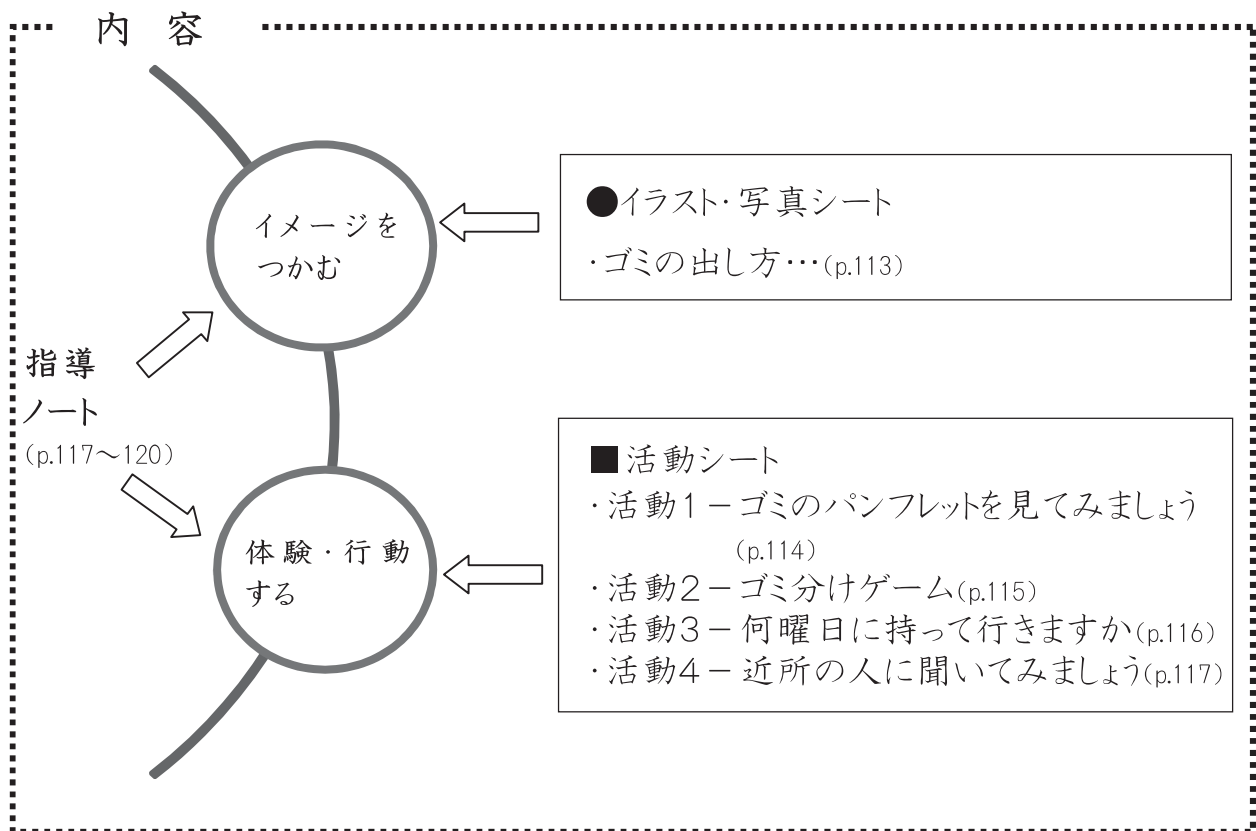 内 容
イメージを
つかむ
●イラスト・写真シート
・ゴミの出し方…(p.113)
指導
ノート
(p.117～120)
体験・行動
する
■活動シート
・活動1－ゴミのパンフレットを見てみましょう
(p.114)
・活動2－ゴミ分けゲーム(p.115)
・活動3－何曜日に持って行きますか(p.116)
・活動4－近所の人に聞いてみましょう(p.117)